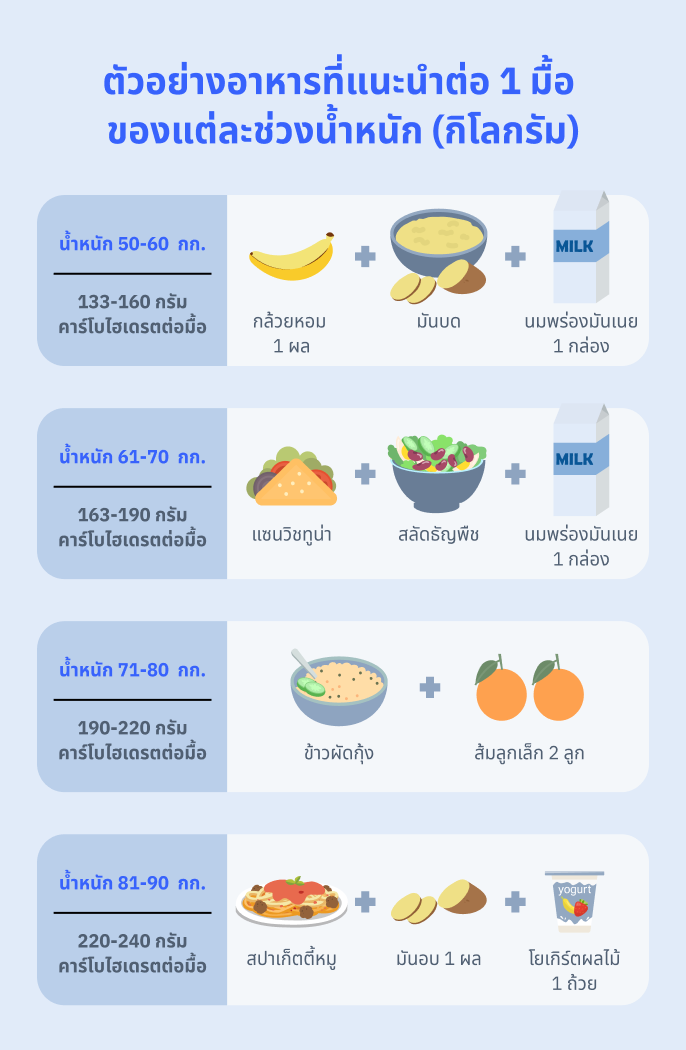 ตัวอย่างอาหารที่แนะนำต่อ 1 มื้อ
ของแต่ละช่วงน้ำหนัก (กิโลกรัม)
น้ำหนัก 50-60 กก.
133-160 กรัม
คาร์โบไฮเดรตต่อมื้อ
กล้วยหอม
1 ผล
มันบด
MILK
นมพร่องมันเนย
1 กล่อง
น้ำหนัก 61-70 กก.
163-190 กรัม
คาร์โบไฮเดรตต่อมื้อ
แซนวิชทูน่า
สลัดธัญพืช
MILK
นมพร่องมันเนย
1 กล่อง
น้ำหนัก 71-80 กก.
190-220 กรัม
คาร์โบไฮเดรตต่อมื้อ
ข้าวผัดกุ้ง
ส้มลูกเล็ก 2 ลูก
น้ำหนัก 81-90 กก.
220-240 กรัม
คาร์โบไฮเดรตต่อมื้อ
สปาเก็ตตี้หมู
มันอบ 1 ผล
yogurt
โยเกิร์ตผลไม้
1 ถ้วย